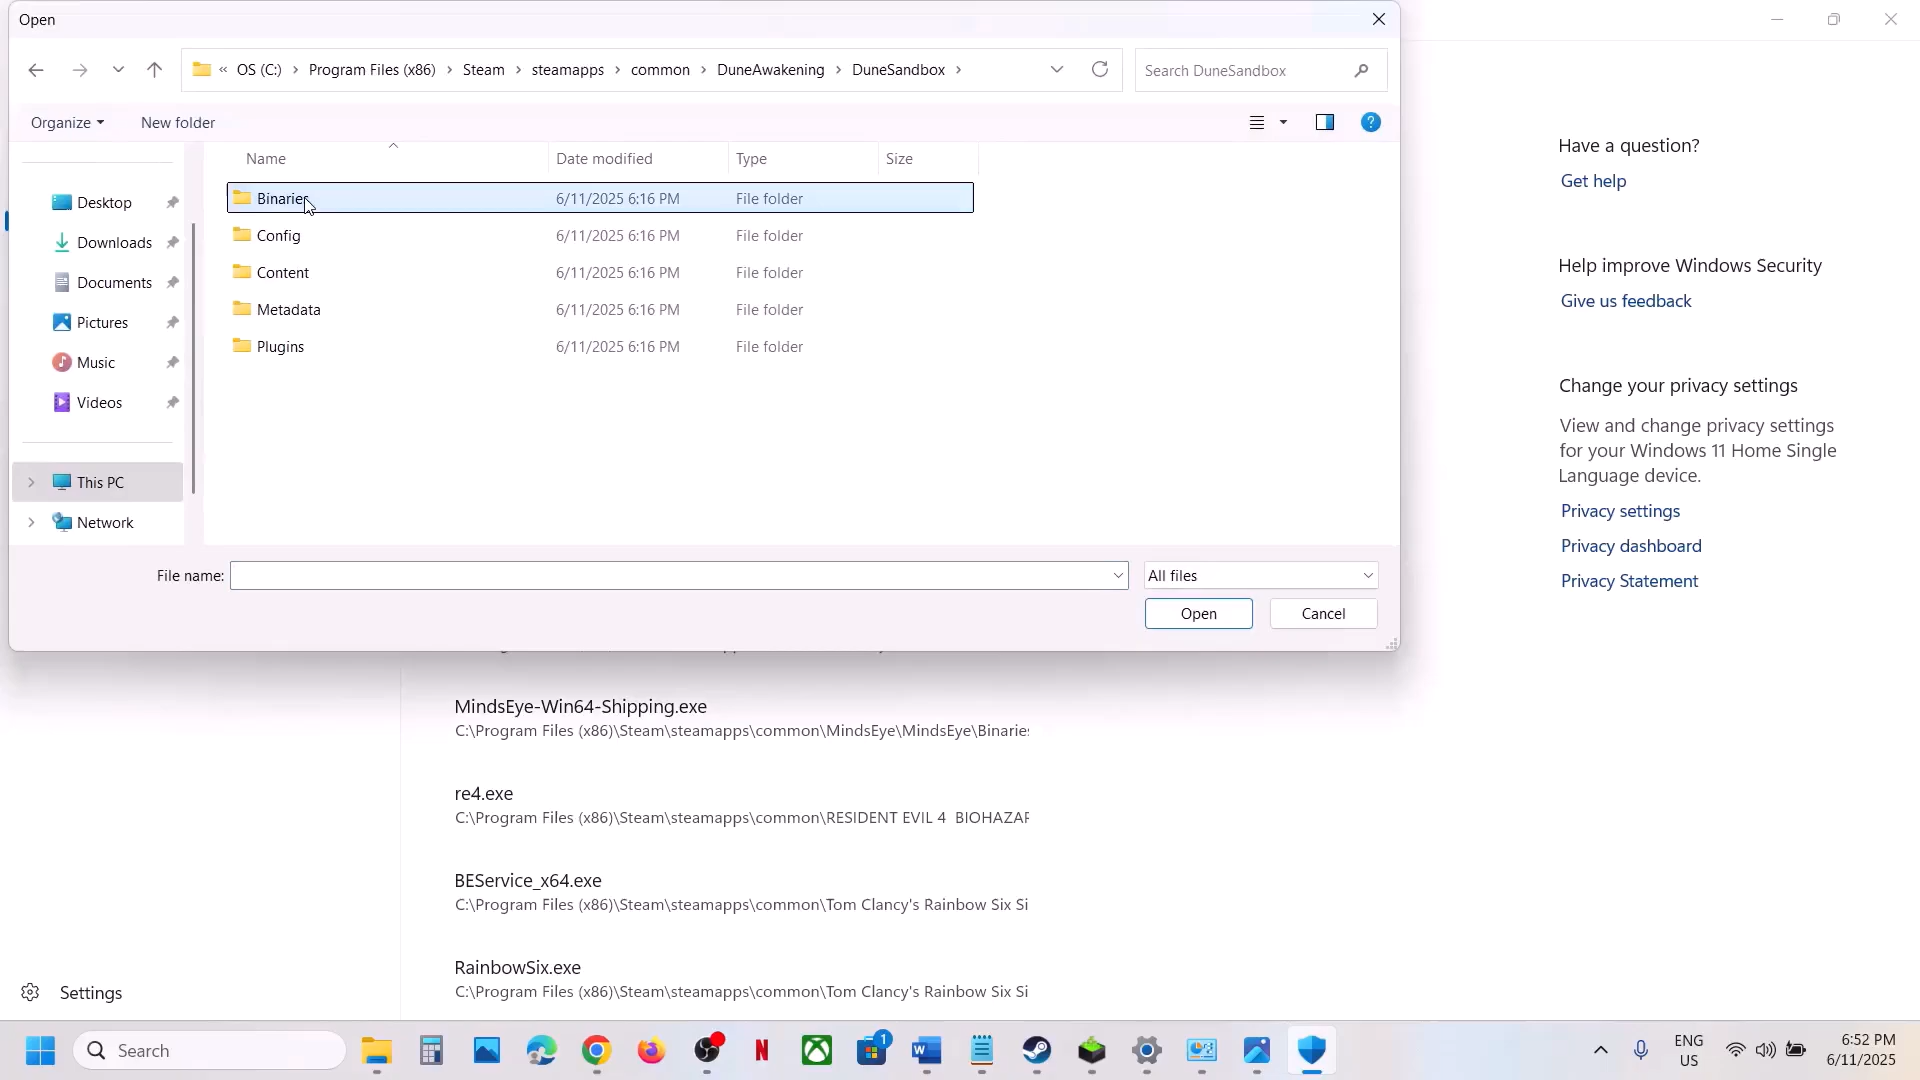 Open
« OS (C:) > Program Files (x86) > Steam > steamapps > common > DuneAwakening > DuneSandbox >
Search DuneSandbox
Organize
New folder
Name Date modified Type Size
Binaries 6/11/2025 6:16 PM File folder
Config 6/11/2025 6:16 PM File folder
Content 6/11/2025 6:16 PM File folder
Metadata 6/11/2025 6:16 PM File folder
Plugins 6/11/2025 6:16 PM File folder
Desktop
Downloads
Documents
Pictures
Music
Videos
This PC
Network
File name:
All files
Open
Cancel
Have a question?
Get help
Help improve Windows Security
Give us feedback
Change your privacy settings
View and change privacy settings
for your Windows 11 Home Single
Language device.
Privacy settings
Privacy dashboard
Privacy Statement
MindsEye-Win64-Shipping.exe
C:\Program Files (x86)\Steam\steamapps\common\MindsEye\MindsEye\Binaries
re4.exe
C:\Program Files (x86)\Steam\steamapps\common\RESIDENT EVIL 4 BIOHAZAR
BEService_x64.exe
C:\Program Files (x86)\Steam\steamapps\common\Tom Clancy's Rainbow Six Si
RainbowSix.exe
C:\Program Files (x86)\Steam\steamapps\common\Tom Clancy's Rainbow Six Si
Settings
Search
1
ENG
US
6:52 PM
6/11/2025